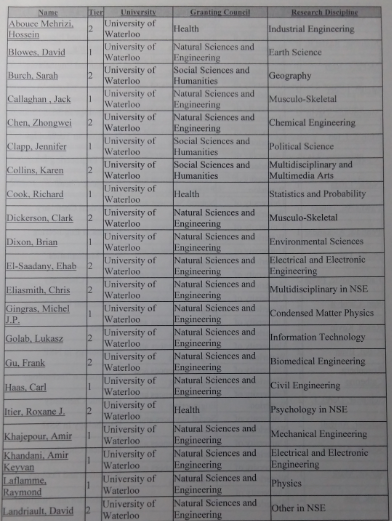 Name Tier University Granting Council Research Discipline
Abouee Mehrizi, Hossein 2 University of Waterloo Health Industrial Engineering
Blowes, David 1 University of Waterloo Natural Sciences and Engineering Earth Science
Burch, Sarah 2 University of Waterloo Social Sciences and Humanities Geography
Callaghan , Jack 1 University of Waterloo Natural Sciences and Engineering Musculo-Skeletal
Chen, Zhongwei 2 University of Waterloo Natural Sciences and Engineering Chemical Engineering
Clapp, Jennifer 1 University of Waterloo Social Sciences and Humanities Political Science
Collins, Karen 2 University of Waterloo Social Sciences and Humanities Multidisciplinary and Multimedia Arts
Cook, Richard 1 University of Waterloo Health Statistics and Probability
Dickerson, Clark 2 University of Waterloo Natural Sciences and Engineering Musculo-Skeletal
Dixon, Brian 1 University of Waterloo Natural Sciences and Engineering Environmental Sciences
El-Saadany, Ehab 2 University of Waterloo Natural Sciences and Engineering Electrical and Electronic Engineering
Eliasmith, Chris 2 University of Waterloo Natural Sciences and Engineering Multidisciplinary in NSE
Gingras, Michel J.P. 1 University of Waterloo Natural Sciences and Engineering Condensed Matter Physics
Golab, Lukasz 2 University of Waterloo Natural Sciences and Engineering Information Technology
Gu, Frank 2 University of Waterloo Natural Sciences and Engineering Biomedical Engineering
Haas, Carl 1 University of Waterloo Natural Sciences and Engineering Civil Engineering
Itier, Roxane J. 2 University of Waterloo Health Psychology in NSE
Khajepour, Amir 1 University of Waterloo Natural Sciences and Engineering Mechanical Engineering
Khandani, Amir Keyvan 1 University of Waterloo Natural Sciences and Engineering Electrical and Electronic Engineering
Laflamme, Raymond 1 University of Waterloo Natural Sciences and Engineering Physics
Landriault, David 2 University of Waterloo Natural Sciences and Engineering Other in NSE